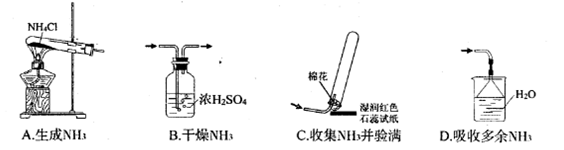 NH₄Cl
浓H₂SO₄
棉花
湿润红色
石蕊试纸
H₂O
A.生成NH₃
B.干燥NH₃
C.收集NH₃并验满
D.吸收多余NH₃